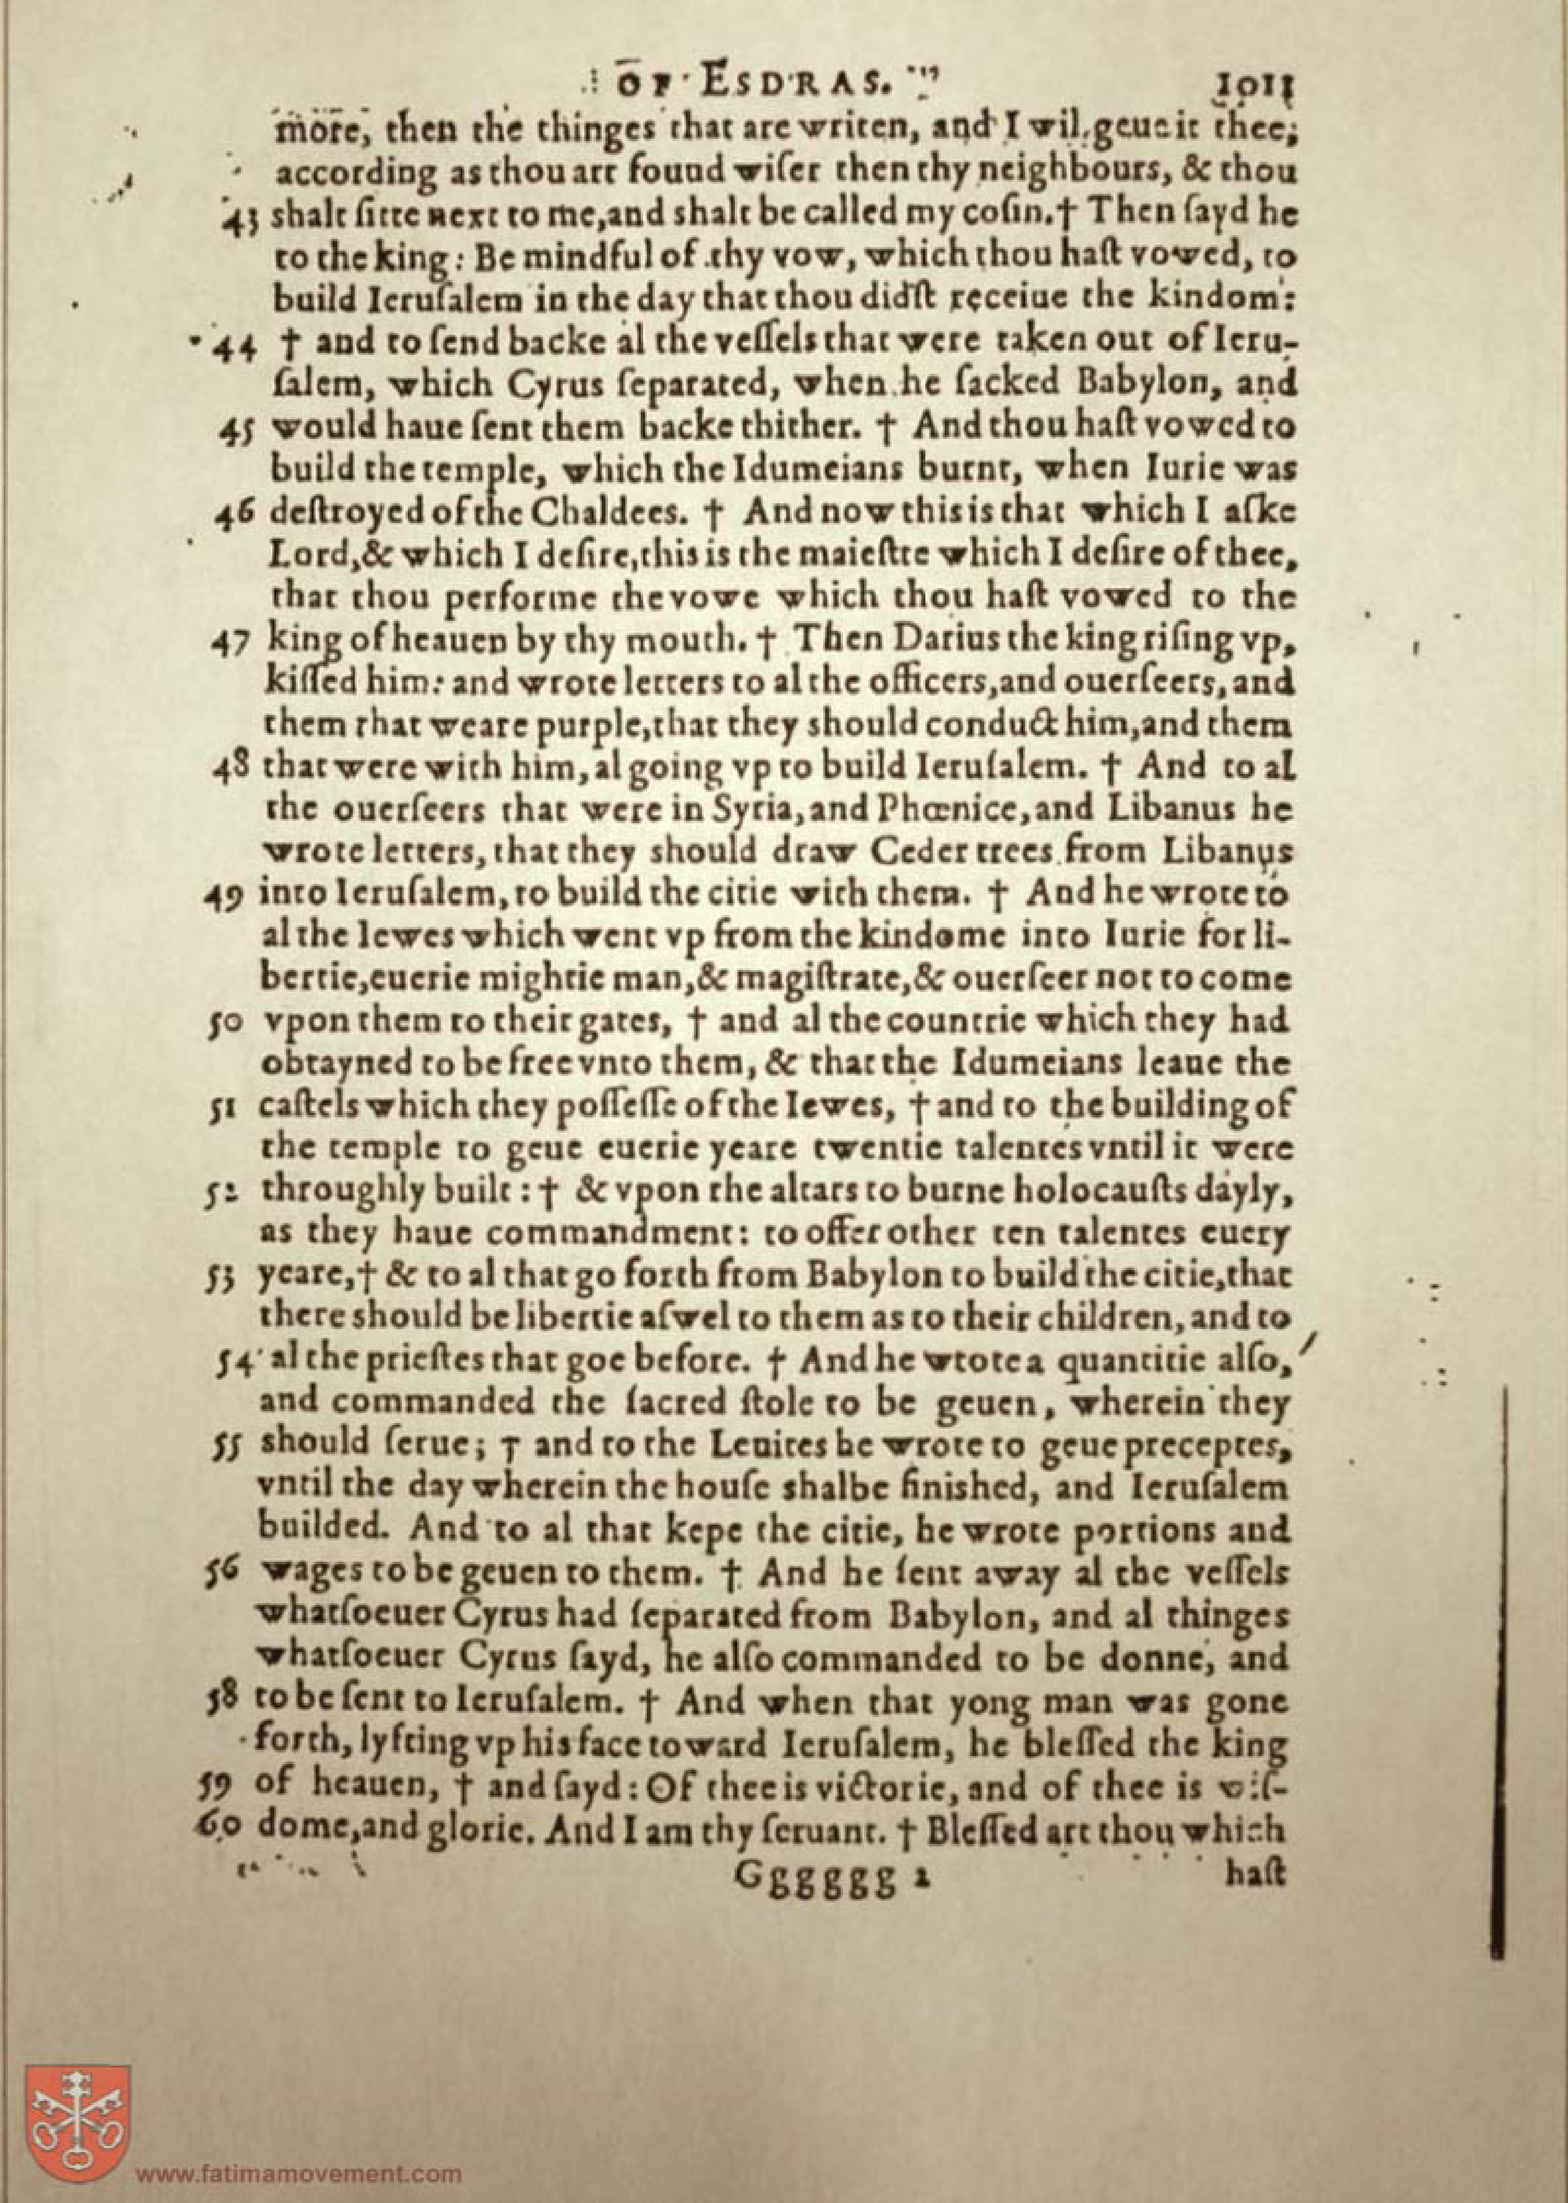 OF ESDRAS. 1011
more, then the thinges that are writen, and I wil geue it thee,
according as thou art found wiſer then thy neighbours, & thou
43 shalt ſitte next to me, and shalt be called my coſin. † Then ſayd he
to the king: Be mindful of thy vow, which thou haſt vowed, to
build Ieruſalem in the day that thou didſt receiue the kindom:
44 † and to ſend backe al the veſſels that were taken out of Ieru-
ſalem, which Cyrus ſeparated, when he ſacked Babylon, and
45 would haue ſent them backe thither. † And thou haſt vowed to
build the temple, which the Idumeians burnt, when Iurie was
46 deſtroyed of the Chaldees. † And now this is that which I aſke
Lord, & which I deſire, this is the maieſtie which I deſire of thee,
that thou performe the vowe which thou haſt vowed to the
47 king of heauen by thy mouth. † Then Darius the king riſing vp,
kiſſed him: and wrote letters to al the officers, and ouerſeers, and
them that weare purple, that they should conduct him, and them
48 that were with him, al going vp to build Ieruſalem. † And to al
the ouerſeers that were in Syria, and Phœnice, and Libanus he
wrote letters, that they should draw Ceder trees from Libanus
49 into Ieruſalem, to build the citie with them. † And he wrote to
al the Iewes which went vp from the kindome into Iurie for li-
bertie, euerie mightie man, & magiſtrate, & ouerſeer not to come
50 vpon them to their gates, † and al the countrie which they had
obtayned to be free vnto them, & that the Idumeians leaue the
51 caſtels which they poſſeſſe of the Iewes, † and to the building of
the temple to geue euerie yeare twentie talentes vntil it were
52 throughly built: † & vpon the altars to burne holocauſts dayly,
as they haue commandment: to offer other ten talentes euery
53 yeare, † & to al that go forth from Babylon to build the citie, that
there should be libertie aſwel to them as to their children, and to
54 al the prieſtes that goe before. † And he wrote a quantitie alſo,
and commanded the ſacred ſtole to be geuen, wherein they
55 should ſerue; † and to the Leuites he wrote to geue preceptes,
vntil the day wherein the houſe shalbe finished, and Ieruſalem
builded. And to al that kepe the citie, he wrote portions and
56 wages to be geuen to them. † And he ſent away al the veſſels
whatſoeuer Cyrus had ſeparated from Babylon, and al thinges
whatſoeuer Cyrus ſayd, he alſo commanded to be donne, and
58 to be ſent to Ieruſalem. † And when that yong man was gone
forth, lyfting vp his face toward Ieruſalem, he bleſſed the king
59 of heauen, † and ſayd: Of thee is victorie, and of thee is wiſ-
60 dome, and glorie. And I am thy ſeruant. † Bleſſed art thou which
Gggggg 2 haſt
www.fatimamovement.com